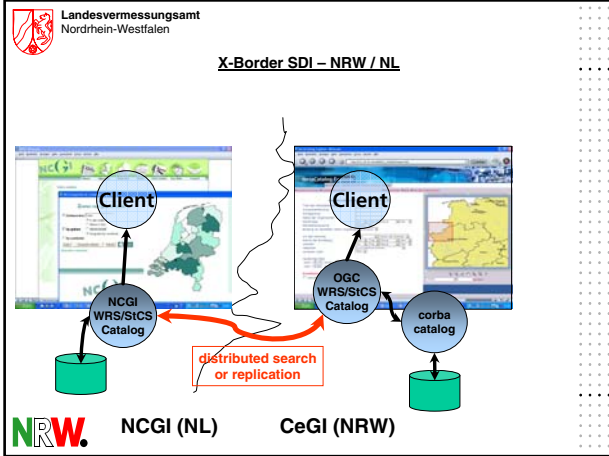 Landesvermessungsamt
Nordrhein-Westfalen
X-Border SDI – NRW / NL
Client
Client
NCGI
WRS/StCS
Catalog
OGC
WRS/StCS
Catalog
corba
catalog
distributed search
or replication
NRW.
NCGI (NL)
CeGI (NRW)